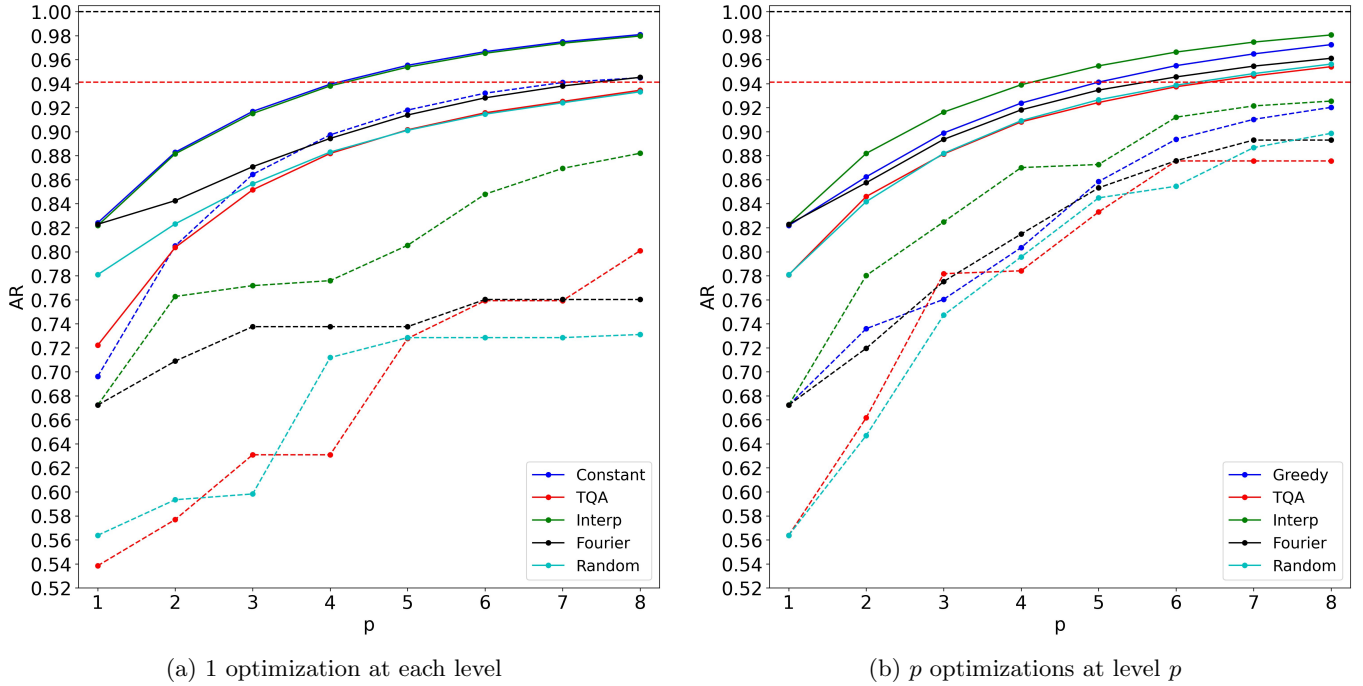 1.00
0.98
0.96
0.94
0.92
0.90
0.88
0.86
0.84
0.82
0.80
0.78
0.76
0.74
0.72
0.70
0.68
0.66
0.64
0.62
0.60
0.58
0.56
0.54
0.52
AR
1 2 3 4 5 6 7 8
p
Constant
TQA
Interp
Fourier
Random
(a) 1 optimization at each level
1.00
0.98
0.96
0.94
0.92
0.90
0.88
0.86
0.84
0.82
0.80
0.78
0.76
0.74
0.72
0.70
0.68
0.66
0.64
0.62
0.60
0.58
0.56
0.54
0.52
AR
1 2 3 4 5 6 7 8
p
Greedy
TQA
Interp
Fourier
Random
(b) p optimizations at level p